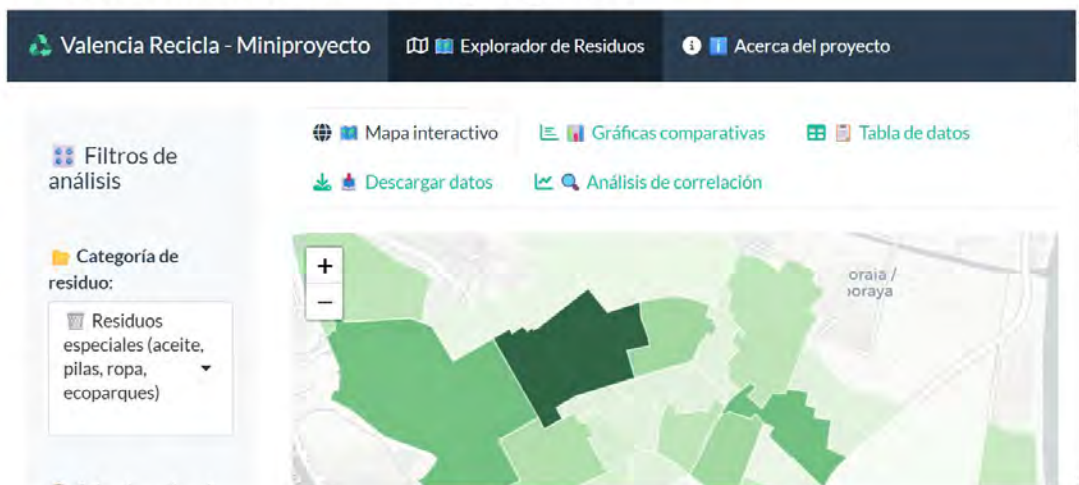 Valencia Recicla - Miniproyecto
Explorador de Residuos
Acerca del proyecto
Filtros de
análisis
Categoría de
residuo:
Residuos
especiales (aceite,
pilas, ropa,
ecoparques)
Mapa interactivo
Gráficas comparativas
Tabla de datos
Descargar datos
Análisis de correlación
+
−
oraia /
oraya